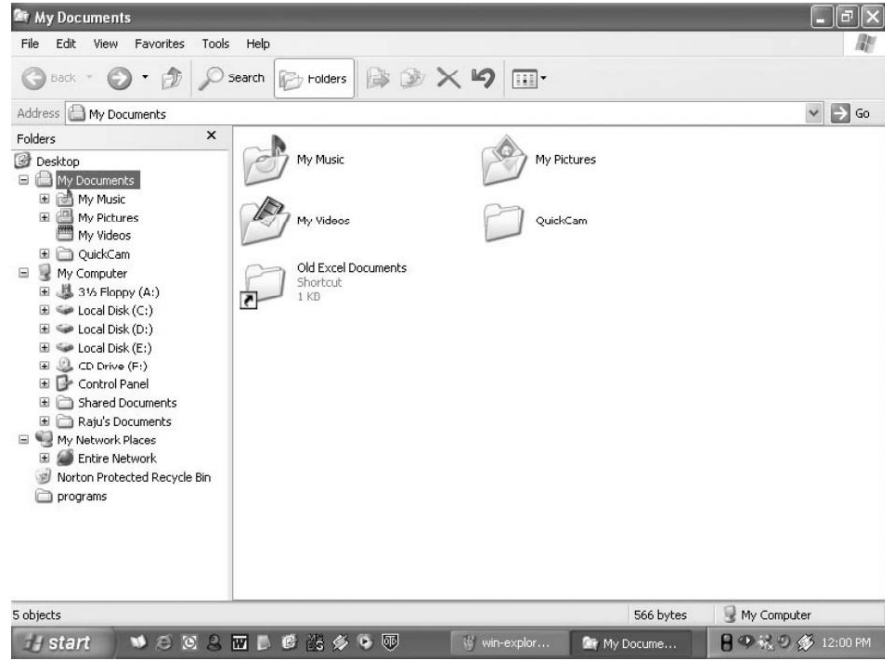 My Documents
File Edit View Favorites Tools Help
Back Search Folders
Address My Documents Go
Folders
Desktop
My Documents
My Music
My Pictures
My Videos
QuickCam
My Computer
3½ Floppy (A:)
Local Disk (C:)
Local Disk (D:)
Local Disk (E:)
CD Drive (F:)
Control Panel
Shared Documents
Raju's Documents
My Network Places
Entire Network
Norton Protected Recycle Bin
programs
My Music
My Pictures
My Videos
QuickCam
Old Excel Documents
Shortcut
1 KB
5 objects 566 bytes My Computer
start win-explor... My Docume... 12:00 PM